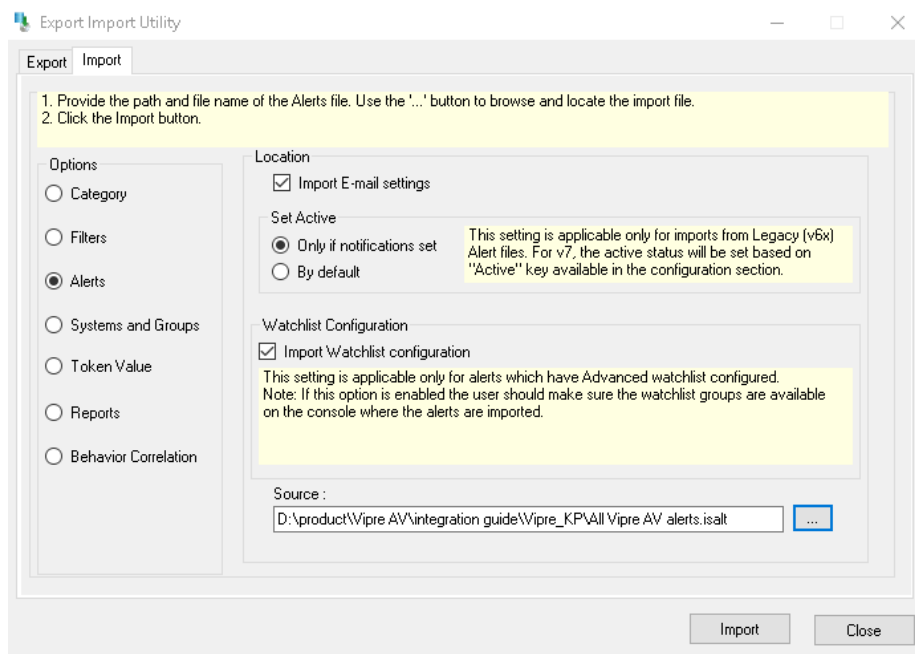 Export Import Utility
Export
Import
1. Provide the path and file name of the Alerts file. Use the '...' button to browse and locate the import file.
2. Click the Import button.
Options
Category
Filters
Alerts
Systems and Groups
Token Value
Reports
Behavior Correlation
Location
Import E-mail settings
Set Active
Only if notifications set
By default
This setting is applicable only for imports from Legacy (v6x)
Alert files. For v7, the active status will be set based on
"Active" key available in the configuration section.
Watchlist Configuration
Import Watchlist configuration
This setting is applicable only for alerts which have Advanced watchlist configured.
Note: If this option is enabled the user should make sure the watchlist groups are available
on the console where the alerts are imported.
Source :
D:\product\Vipre AV\integration guide\Vipre_KP\All Vipre AV alerts.isalt
...
Import
Close